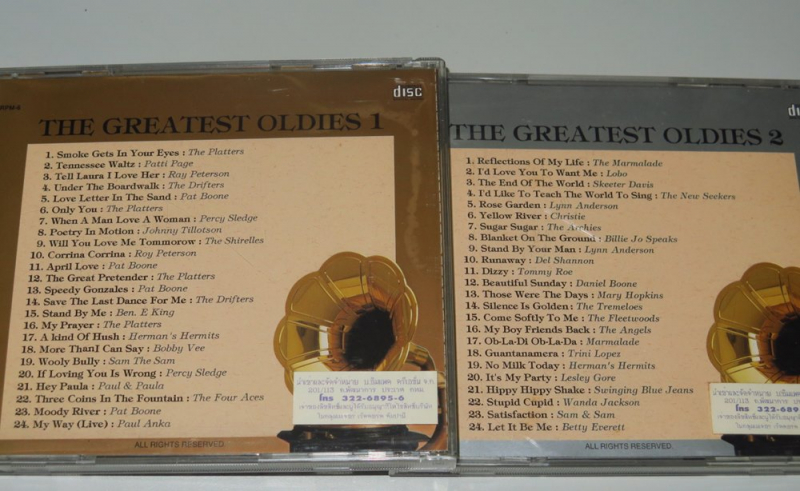 disc
THE GREATEST OLDIES 1
1. Smoke Gets In Your Eyes : The Platters
2. Tennessee Waltz : Patti Page
3. Tell Laura I Love Her : Ray Peterson
4. Under The Boardwalk : The Drifters
5. Love Letter In The Sand : Pat Boone
6. Only You : The Platters
7. When A Man Love A Woman : Percy Sledge
8. Poetry In Motion : Johnny Tillotson
9. Will You Love Me Tommorow : The Shirelles
10. Corrina Corrina : Roy Peterson
11. April Love : Pat Boone
12. The Great Pretender : The Platters
13. Speedy Gonzales : Pat Boone
14. Save The Last Dance For Me : The Drifters
15. Stand By Me : Ben. E King
16. My Prayer : The Platters
17. A kind Of Hush : Herman's Hermits
18. More ThanI Can Say : Bobby Vee
19. Wooly Bully : Sam The Sam
20. If Loving You Is Wrong : Percy Sledge
21. Hey Paula : Paul & Paula
22. Three Coins In The Fountain : The Four Aces
23. Moody River : Pat Boone
24. My Way (Live) : Paul Anka
โทร 322-6895-6
ALL RIGHTS RESERVED.
THE GREATEST OLDIES 2
1. Reflections Of My Life : The Marmalade
2. I'd Love You To Want Me : Lobo
3. The End Of The World : Skeeter Davis
4. I'd Like To Teach The World To Sing : The New Seekers
5. Rose Garden : Lynn Anderson
6. Yellow River : Christie
7. Sugar Sugar : The Archies
8. Blanket On The Ground : Billie Jo Speaks
9. Stand By Your Man : Lynn Anderson
10. Runaway : Del Shannon
11. Dizzy : Tommy Roe
12. Beautiful Sunday : Daniel Boone
13. Those Were The Days : Mary Hopkins
14. Silence Is Golden : The Tremeloes
15. Come Softly To Me : The Fleetwoods
16. My Boy Friends Back : The Angels
17. Ob-La-Di Ob-La-Da : Marmalade
18. Guantanamera : Trini Lopez
19. No Milk Today : Herman's Hermits
20. It's My Party : Lesley Gore
21. Hippy Hippy Shake : Swinging Blue Jeans
22. Stupid Cupid : Wanda Jackson
23. Satisfaction : Sam & Sam
24. Let It Be Me : Betty Everett
โทร 322-689
ALL RIGHTS RESERVED.